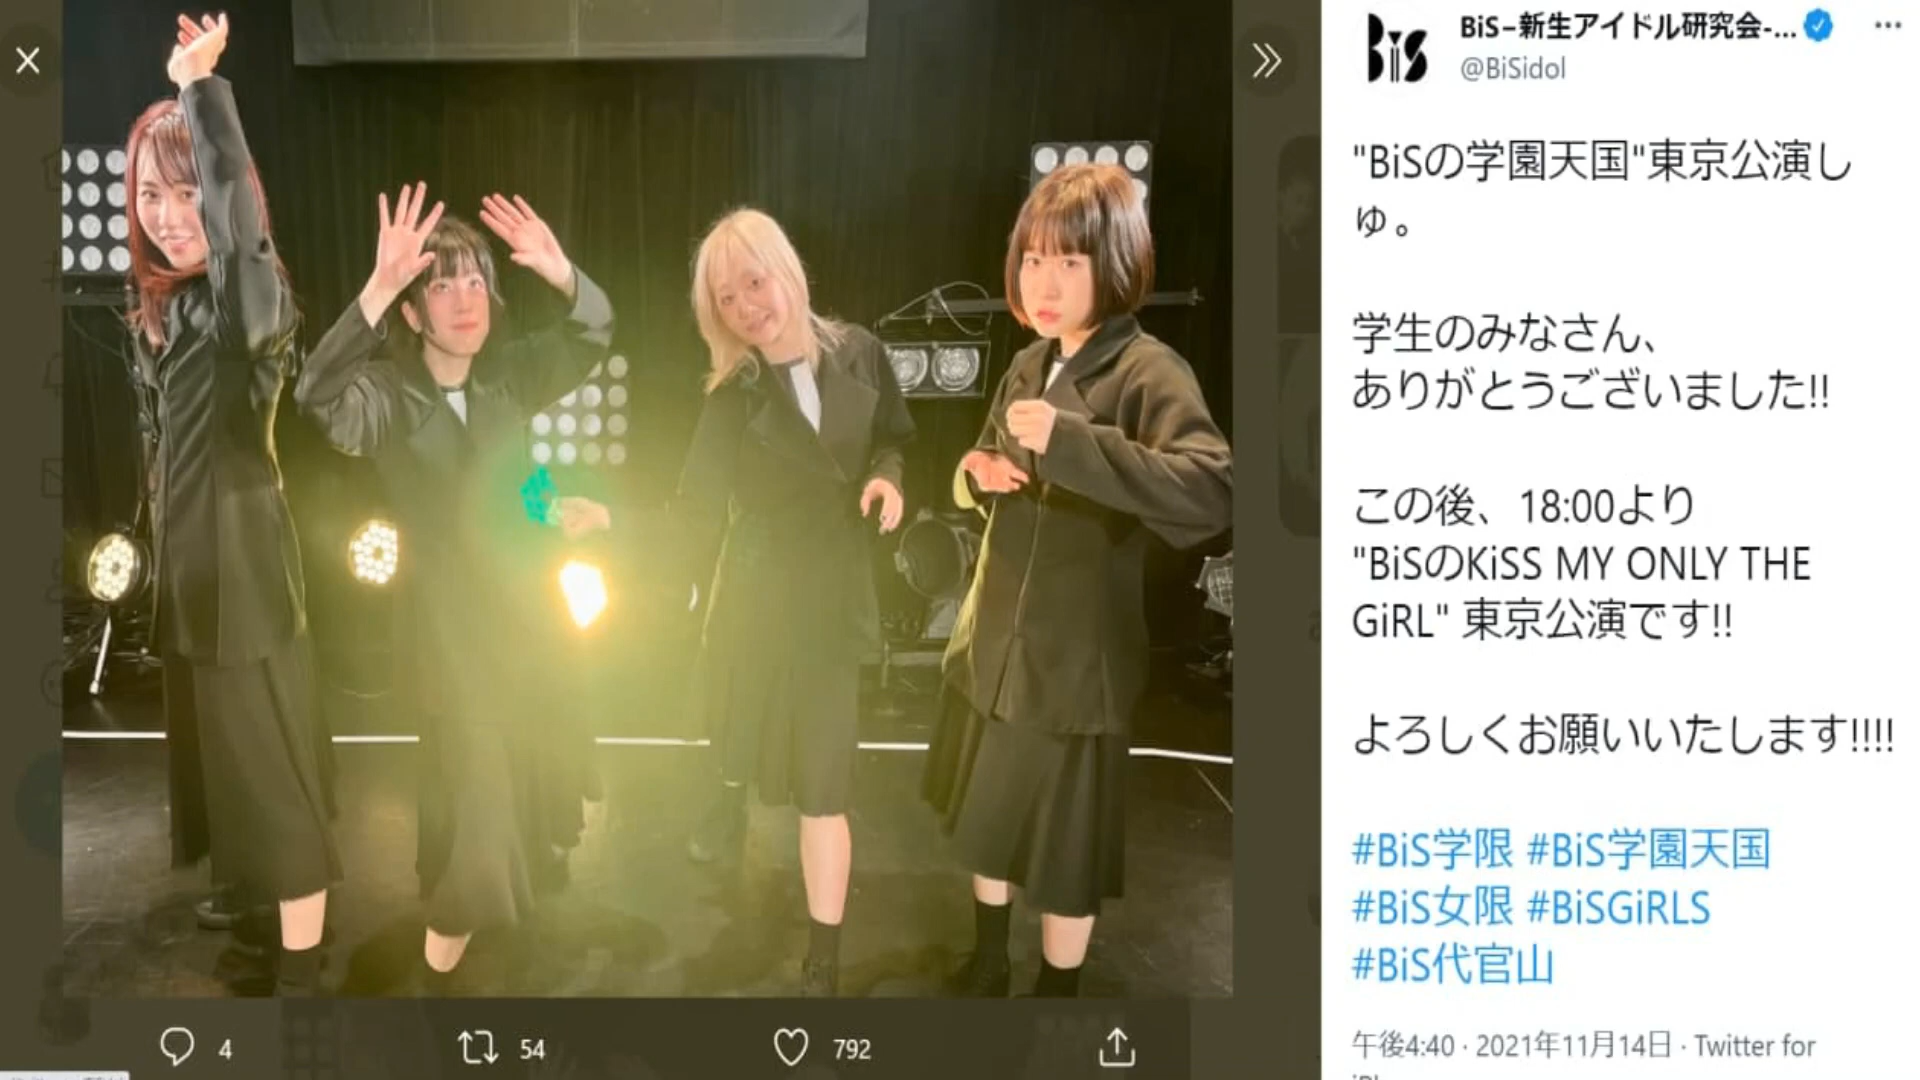 BiS
BiS-新生アイドル研究会-...
@BiSidol
"BiSの学園天国"東京公演し
ゅ。
学生のみなさん、
ありがとうございました!!
この後、18:00より
"BiSのKiSS MY ONLY THE
GiRL" 東京公演です!!
よろしくお願いいたします!!!!
#BiS学限 #BiS学園天国
#BiS女限 #BiSGiRLS
#BiS代官山
午後4:40 · 2021年11月14日 · Twitter for
4
54
792